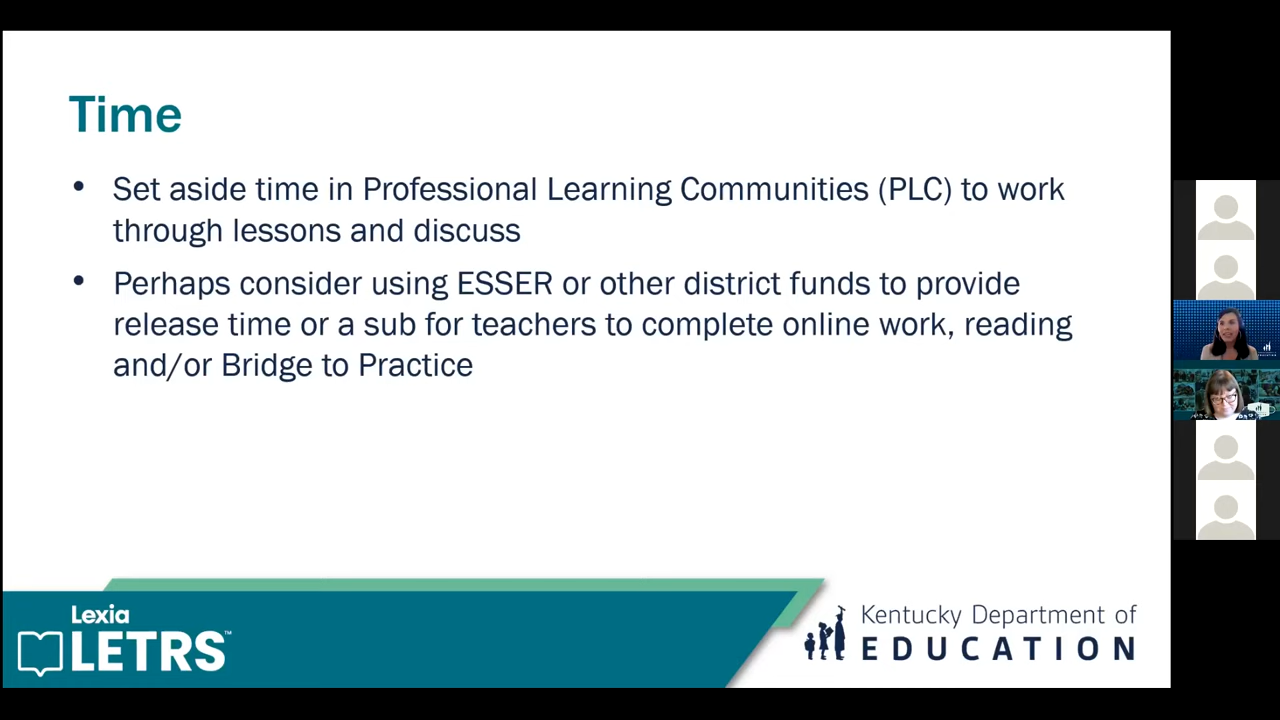 Time
• Set aside time in Professional Learning Communities (PLC) to work
through lessons and discuss
• Perhaps consider using ESSER or other district funds to provide
release time or a sub for teachers to complete online work, reading
and/or Bridge to Practice
Lexia
LETRS™
Kentucky Department of
EDUCATION